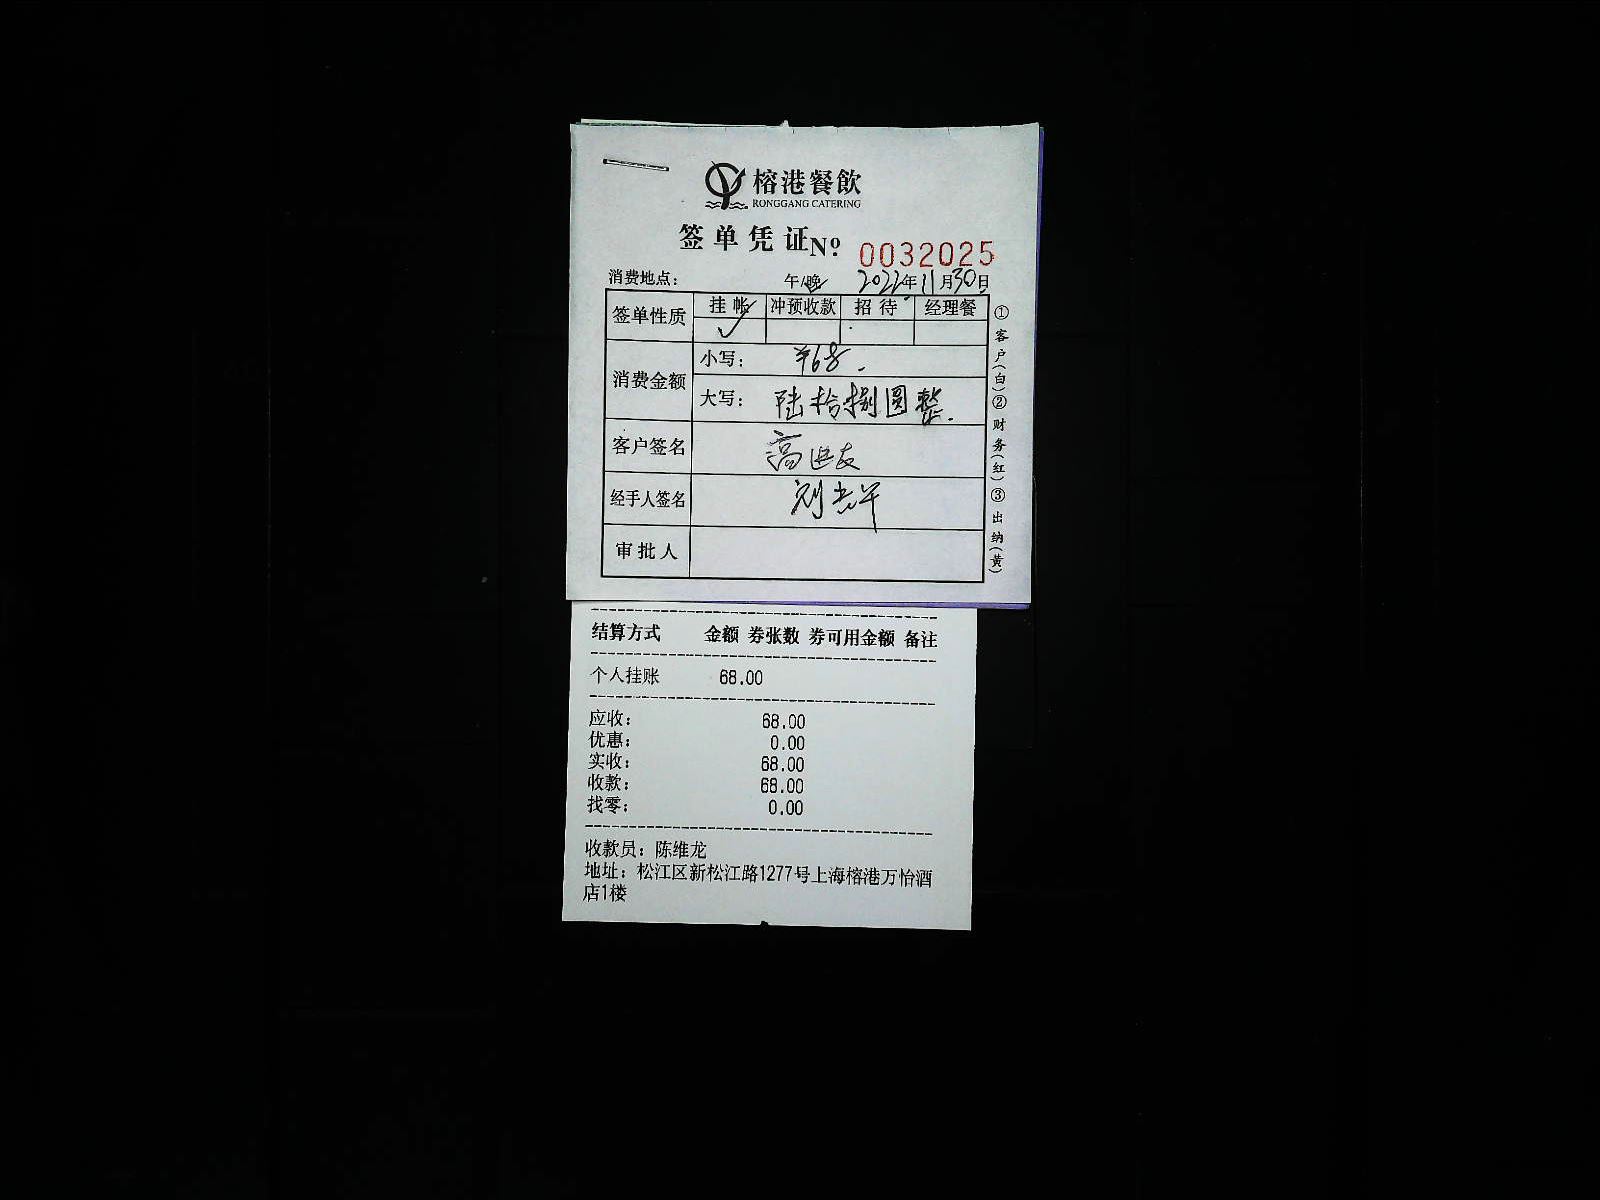 榕港餐飲
RONGGANG CATERING
签单凭证 Nº: 0032025
消费地点： 午/晚 2022年11月30日
签单性质 挂帐 冲预收款 招待 经理餐
✓
消费金额 小写： ¥68.
大写： 陆拾捌圆整.
客户签名 高进友
经手人签名
审批人
①客户(白)②财务(红)③出纳(黄)
结算方式 金额 券张数 券可用金额 备注
个人挂账 68.00
应收： 68.00
优惠： 0.00
实收： 68.00
收款： 68.00
找零： 0.00
收款员：陈维龙
地址：松江区新松江路1277号上海榕港万怡酒
店1楼